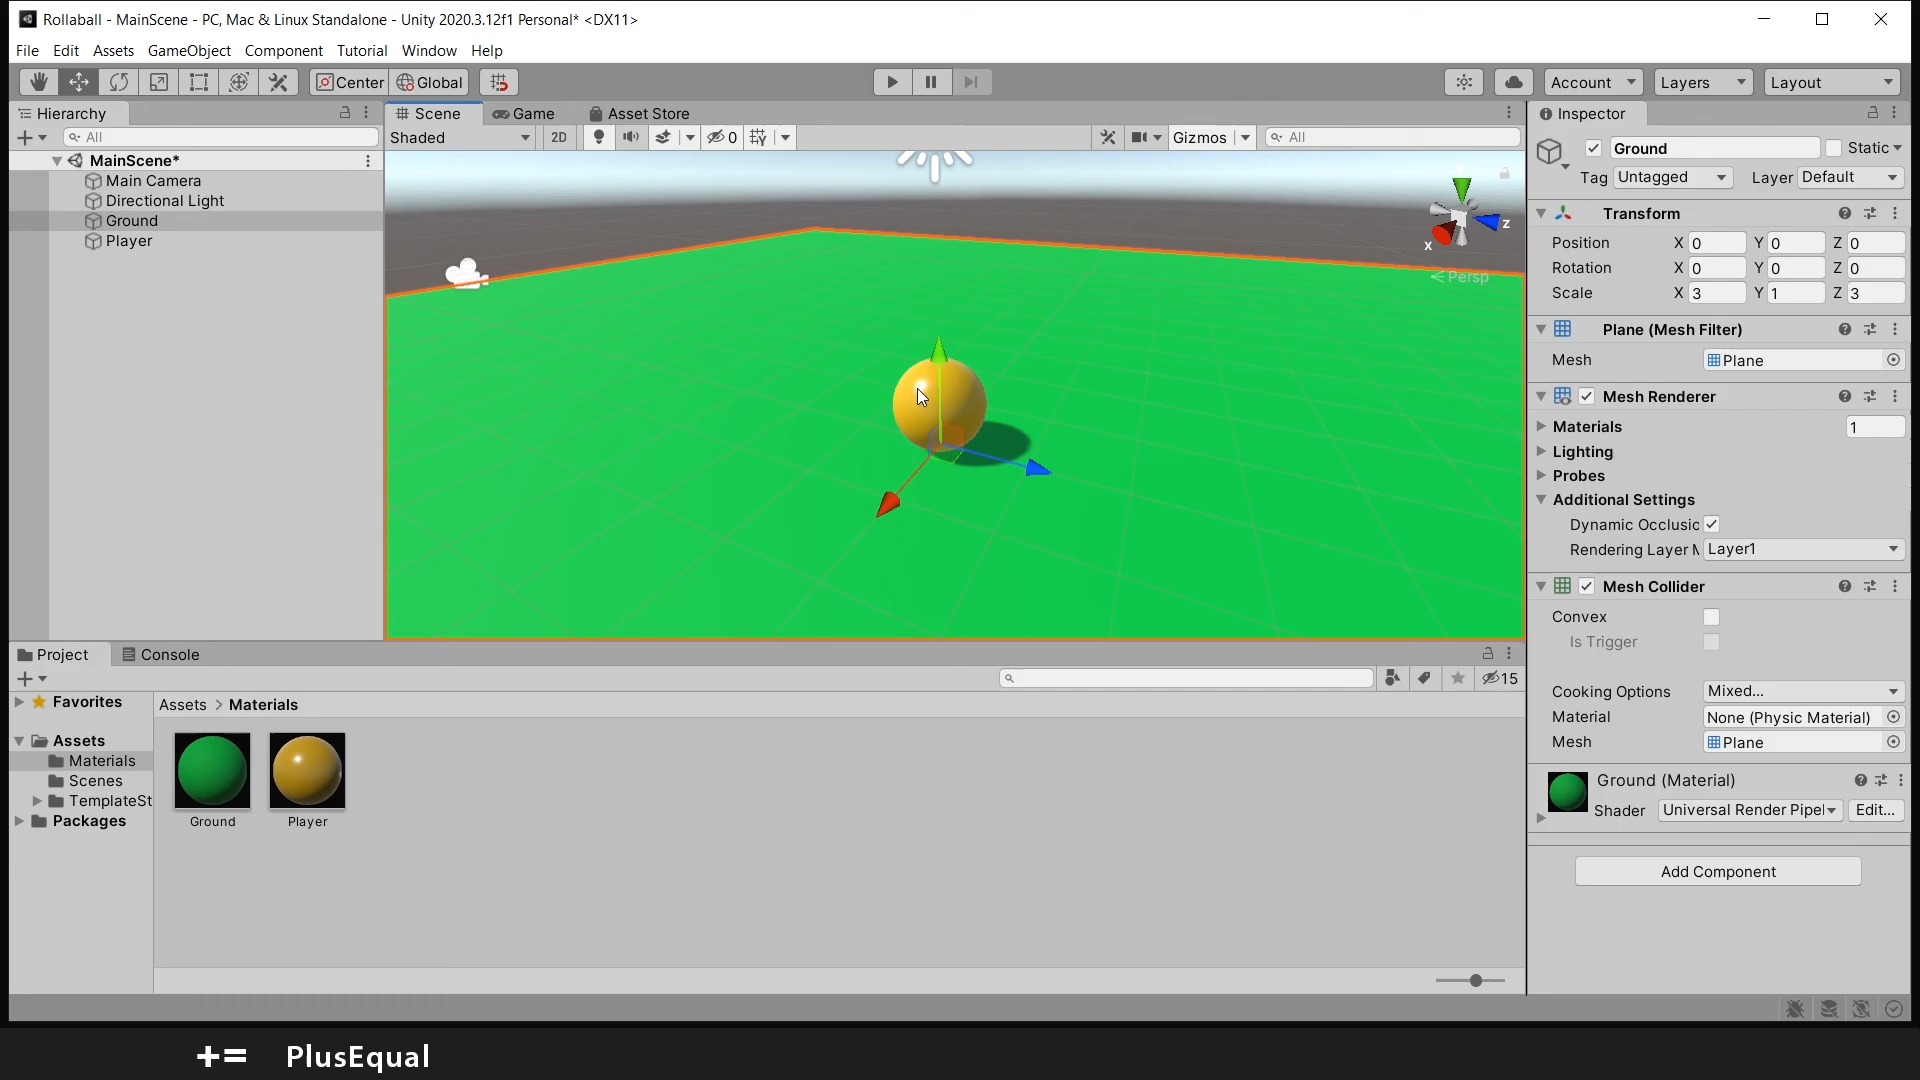 Rollaball - MainScene - PC, Mac & Linux Standalone - Unity 2020.3.12f1 Personal* <DX11>
File Edit Assets GameObject Component Tutorial Window Help
Center Global Account Layers Layout
Hierarchy
All
MainScene*
Main Camera
Directional Light
Ground
Player
Scene Game Asset Store
Shaded 2D 0 Gizmos All
x z
Persp
Inspector
Ground Static
Tag Untagged Layer Default
Transform
Position X 0 Y 0 Z 0
Rotation X 0 Y 0 Z 0
Scale X 3 Y 1 Z 3
Plane (Mesh Filter)
Mesh Plane
Mesh Renderer
Materials 1
Lighting
Probes
Additional Settings
Dynamic Occlusic
Rendering Layer M Layer1
Mesh Collider
Convex
Is Trigger
Cooking Options Mixed...
Material None (Physic Material)
Mesh Plane
Ground (Material)
Shader Universal Render Pipel Edit...
Add Component
Project Console
15
Favorites
Assets
Materials
Scenes
TemplateSt
Packages
Assets > Materials
Ground Player
+= PlusEqual